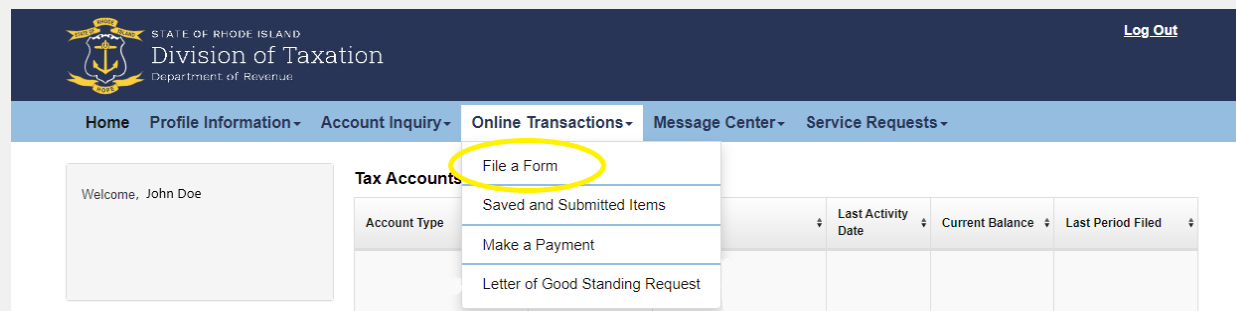 STATE OF RHODE ISLAND
Division of Taxation
Department of Revenue
Log Out
Home Profile Information Account Inquiry Online Transactions Message Center Service Requests
File a Form
Saved and Submitted Items
Make a Payment
Letter of Good Standing Request
Welcome, John Doe
Tax Accounts
Account Type
Last Activity Date
Current Balance
Last Period Filed